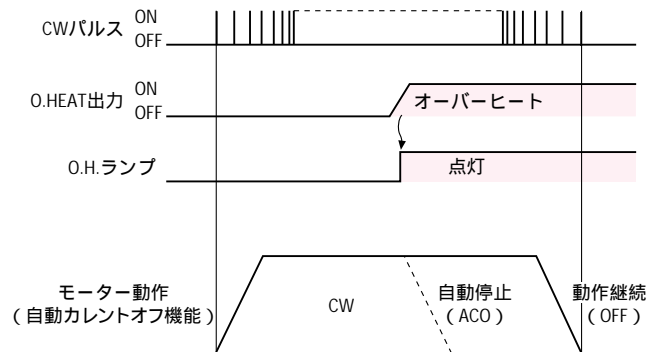 CWパルス
ON
OFF
O.HEAT出力
ON
OFF
オーバーヒート
O.H.ランプ
点灯
モーター動作
（自動カレントオフ機能）
CW
自動停止
（ACO）
動作継続
（OFF）